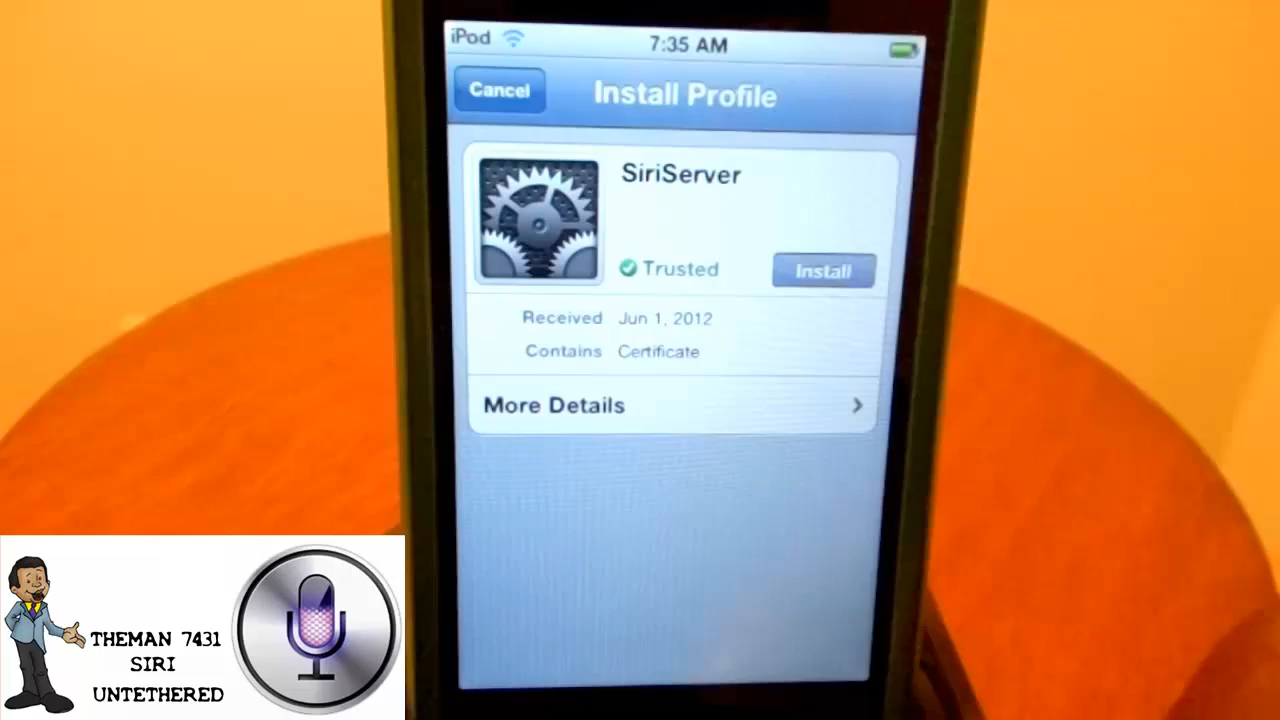 iPod 7:35 AM
Cancel Install Profile
SiriServer
Trusted Install
Received Jun 1, 2012
Contains Certificate
More Details
THEMAN 7431
SIRI
UNTETHERED